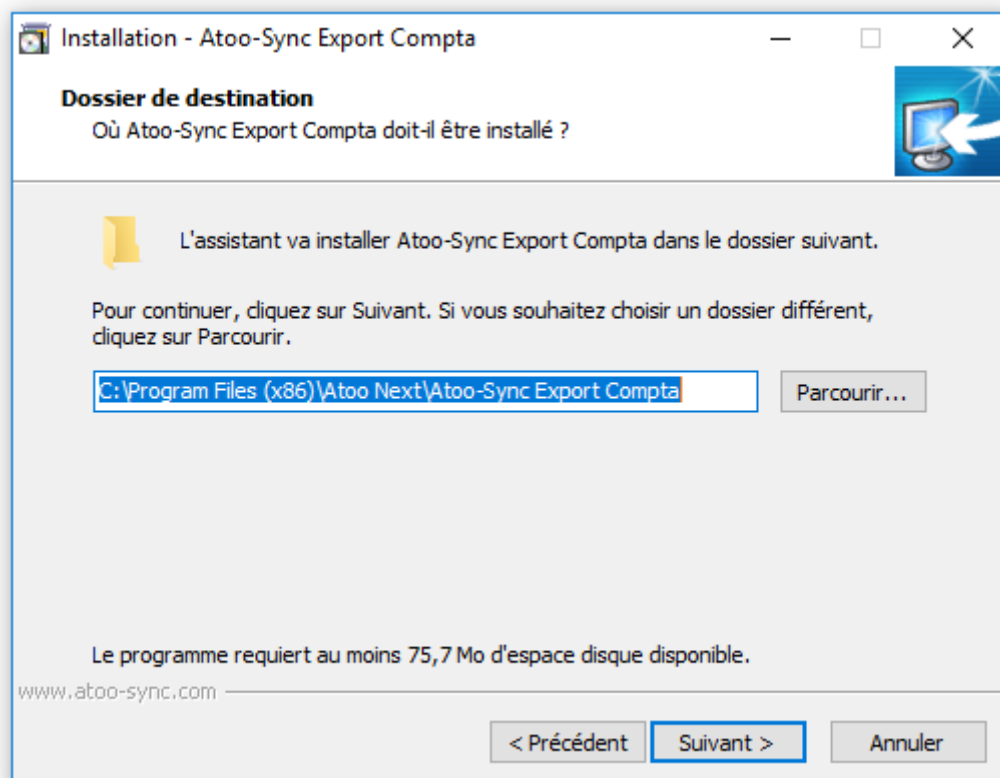 Installation - Atoo-Sync Export Compta
Dossier de destination
Où Atoo-Sync Export Compta doit-il être installé ?
L'assistant va installer Atoo-Sync Export Compta dans le dossier suivant.
Pour continuer, cliquez sur Suivant. Si vous souhaitez choisir un dossier différent,
cliquez sur Parcourir.
C:\Program Files (x86)\Atoo Next\Atoo-Sync Export Compta
Parcourir...
Le programme requiert au moins 75,7 Mo d'espace disque disponible.
www.atoo-sync.com
< Précédent
Suivant >
Annuler